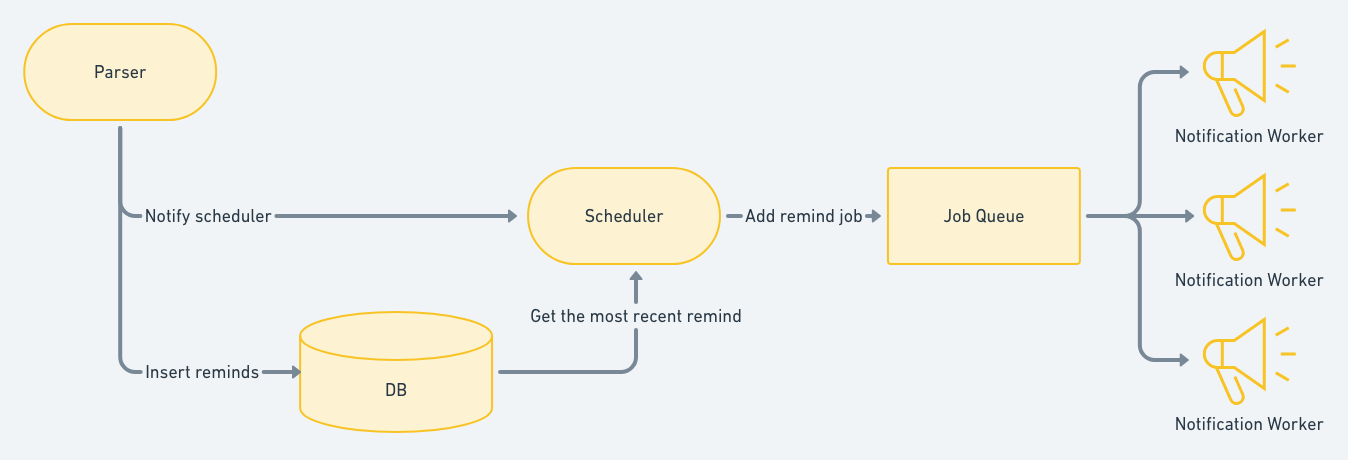 Parser
Notification Worker
Notify scheduler
Scheduler
Add remind job
Job Queue
Notification Worker
Get the most recent remind
Insert reminds
DB
Notification Worker